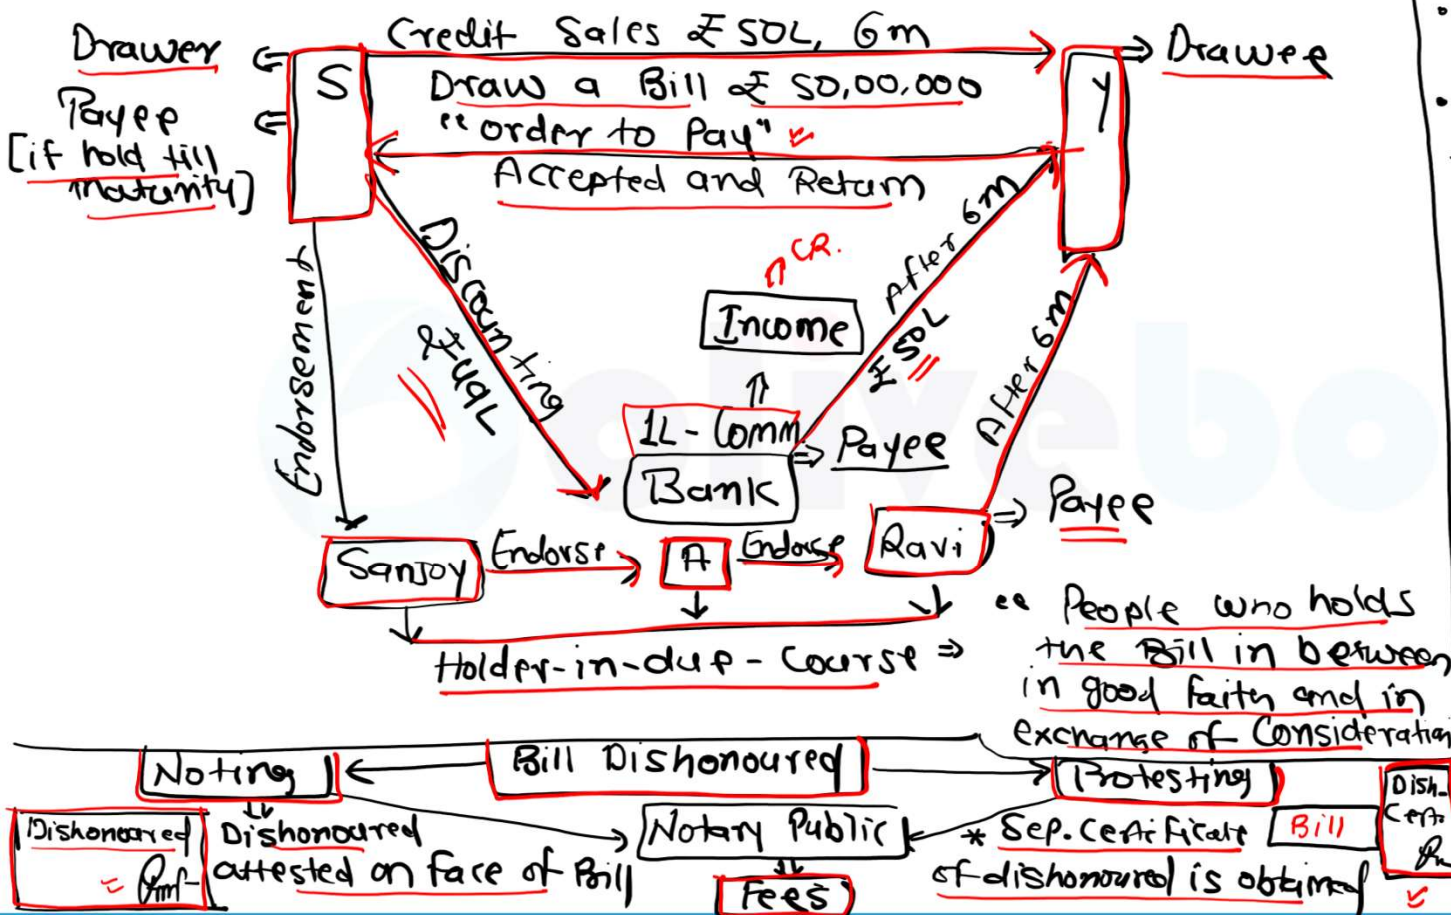 Drawer
Payee
[if hold till
maturity]
S
Credit Sales ₹50L, 6m
Draw a Bill of ₹ 50,00,000
"order to Pay"
Accepted and Return
Y
Drawee
Endorsement
Discounting
₹49L
CR.
Income
After 6m
₹50L
After 6m
1L-Comm
Bank
Payee
Sanjoy
Endorse
A
Endorse
Ravi
Payee
Holder-in-due-Course ⇒
" People who holds
the Bill in between
in good faith and in
exchange of Consideration
Noting
Bill Dishonoured
Protesting
Dishonoured
Dishonoured
attested on face of Bill
Notary Public
Fees
* Sep. Certificate
of dishonoured is obtained
Bill
Dish-
Certi